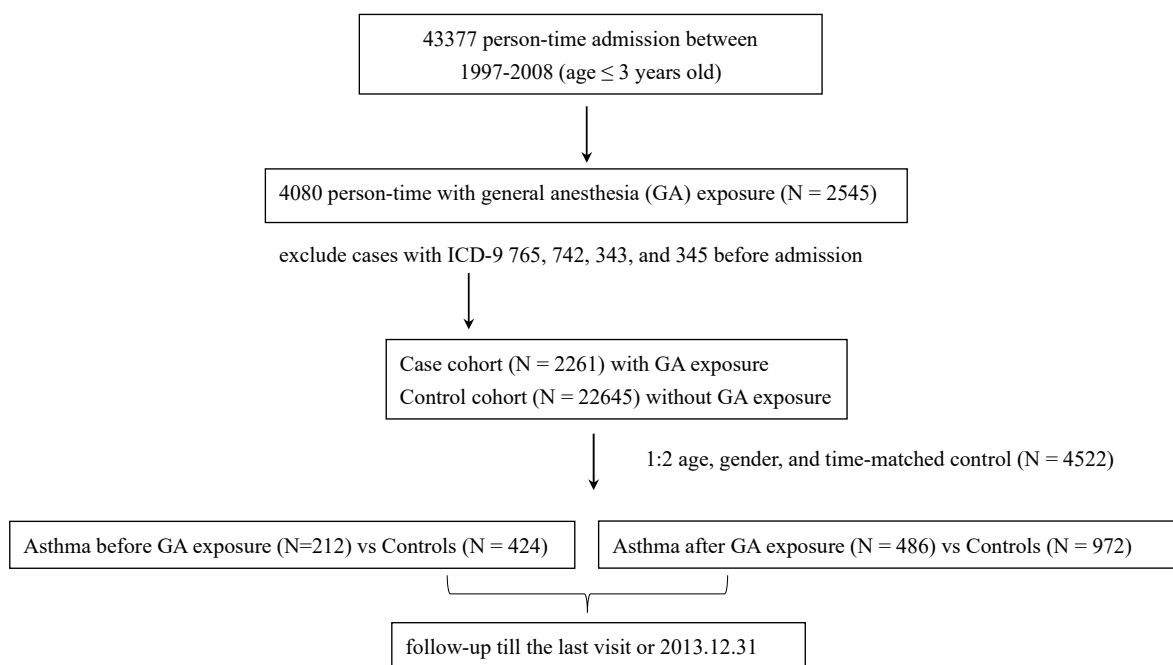 43377 person-time admission between
1997-2008 (age ≤ 3 years old)
4080 person-time with general anesthesia (GA) exposure (N = 2545)
exclude cases with ICD-9 765, 742, 343, and 345 before admission
Case cohort (N = 2261) with GA exposure
Control cohort (N = 22645) without GA exposure
1:2 age, gender, and time-matched control (N = 4522)
Asthma before GA exposure (N=212) vs Controls (N = 424)
Asthma after GA exposure (N = 486) vs Controls (N = 972)
follow-up till the last visit or 2013.12.31